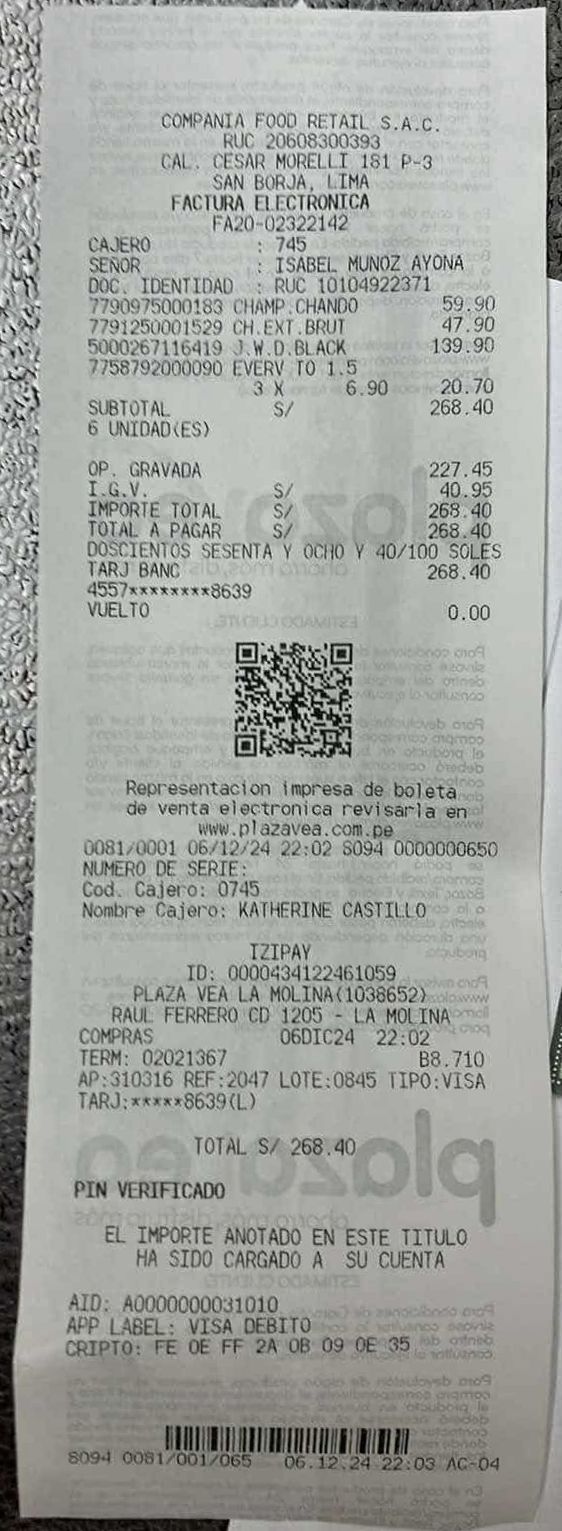 COMPANIA FOOD RETAIL S.A.C.
RUC 20608300393
CAL. CESAR MORELLI 181 P-3
SAN BORJA, LIMA
FACTURA ELECTRONICA
FA20-02322142
CAJERO : 745
SEÑOR : ISABEL MUNOZ AYONA
DOC. IDENTIDAD : RUC 10104922371
7790975000183 CHAMP.CHANDO 59.90
7791250001529 CH.EXT.BRUT 47.90
5000267116419 J.W.D.BLACK 139.90
7758792000090 EVERV TO 1.5
3 X 6.90 20.70
SUBTOTAL S/ 268.40
6 UNIDAD(ES)
OP. GRAVADA 227.45
I.G.V. S/ 40.95
IMPORTE TOTAL S/ 268.40
TOTAL A PAGAR S/ 268.40
DOSCIENTOS SESENTA Y OCHO Y 40/100 SOLES
TARJ BANC 268.40
4557********8639
VUELTO 0.00
Representacion impresa de boleta
de venta electronica revisarla en
www.plazavea.com.pe
0081/0001 06/12/24 22:02 S094 0000000650
NUMERO DE SERIE:
Cod. Cajero: 0745
Nombre Cajero: KATHERINE CASTILLO
IZIPAY
ID: 0000434122461059
PLAZA VEA LA MOLINA(1038652)
RAUL FERRERO CD 1205 - LA MOLINA
COMPRAS 06DIC24 22:02
TERM: 02021367 B8.710
AP:310316 REF:2047 LOTE:0845 TIPO:VISA
TARJ:*****8639(L)
TOTAL S/ 268.40
PIN VERIFICADO
EL IMPORTE ANOTADO EN ESTE TITULO
HA SIDO CARGADO A SU CUENTA
AID: A0000000031010
APP LABEL: VISA DEBITO
CRIPTO: FE 0E FF 2A 0B 09 0E 35
S094 0081/001/065 06.12.24 22:03 AC-04